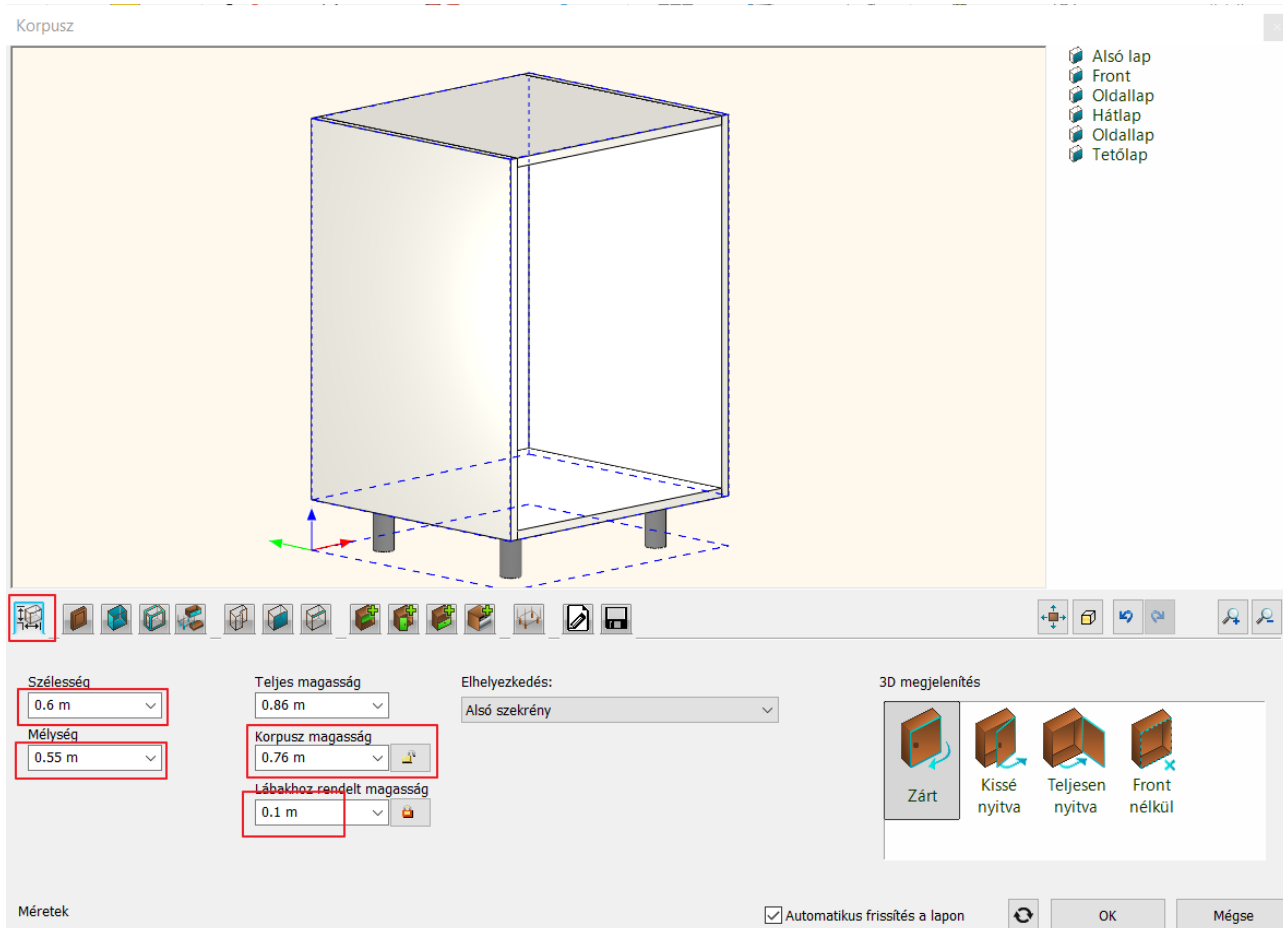 Korpusz
Alsó lap
Front
Oldallap
Hátlap
Oldallap
Tetőlap
Szélesség
0.6 m
Mélység
0.55 m
Teljes magasság
0.86 m
Korpusz magasság
0.76 m
Lábakhoz rendelt magasság
0.1 m
Elhelyezkedés:
Alsó szekrény
3D megjelenítés
Zárt
Kissé
nyitva
Teljesen
nyitva
Front
nélkül
Méretek
Automatikus frissítés a lapon
OK
Mégse